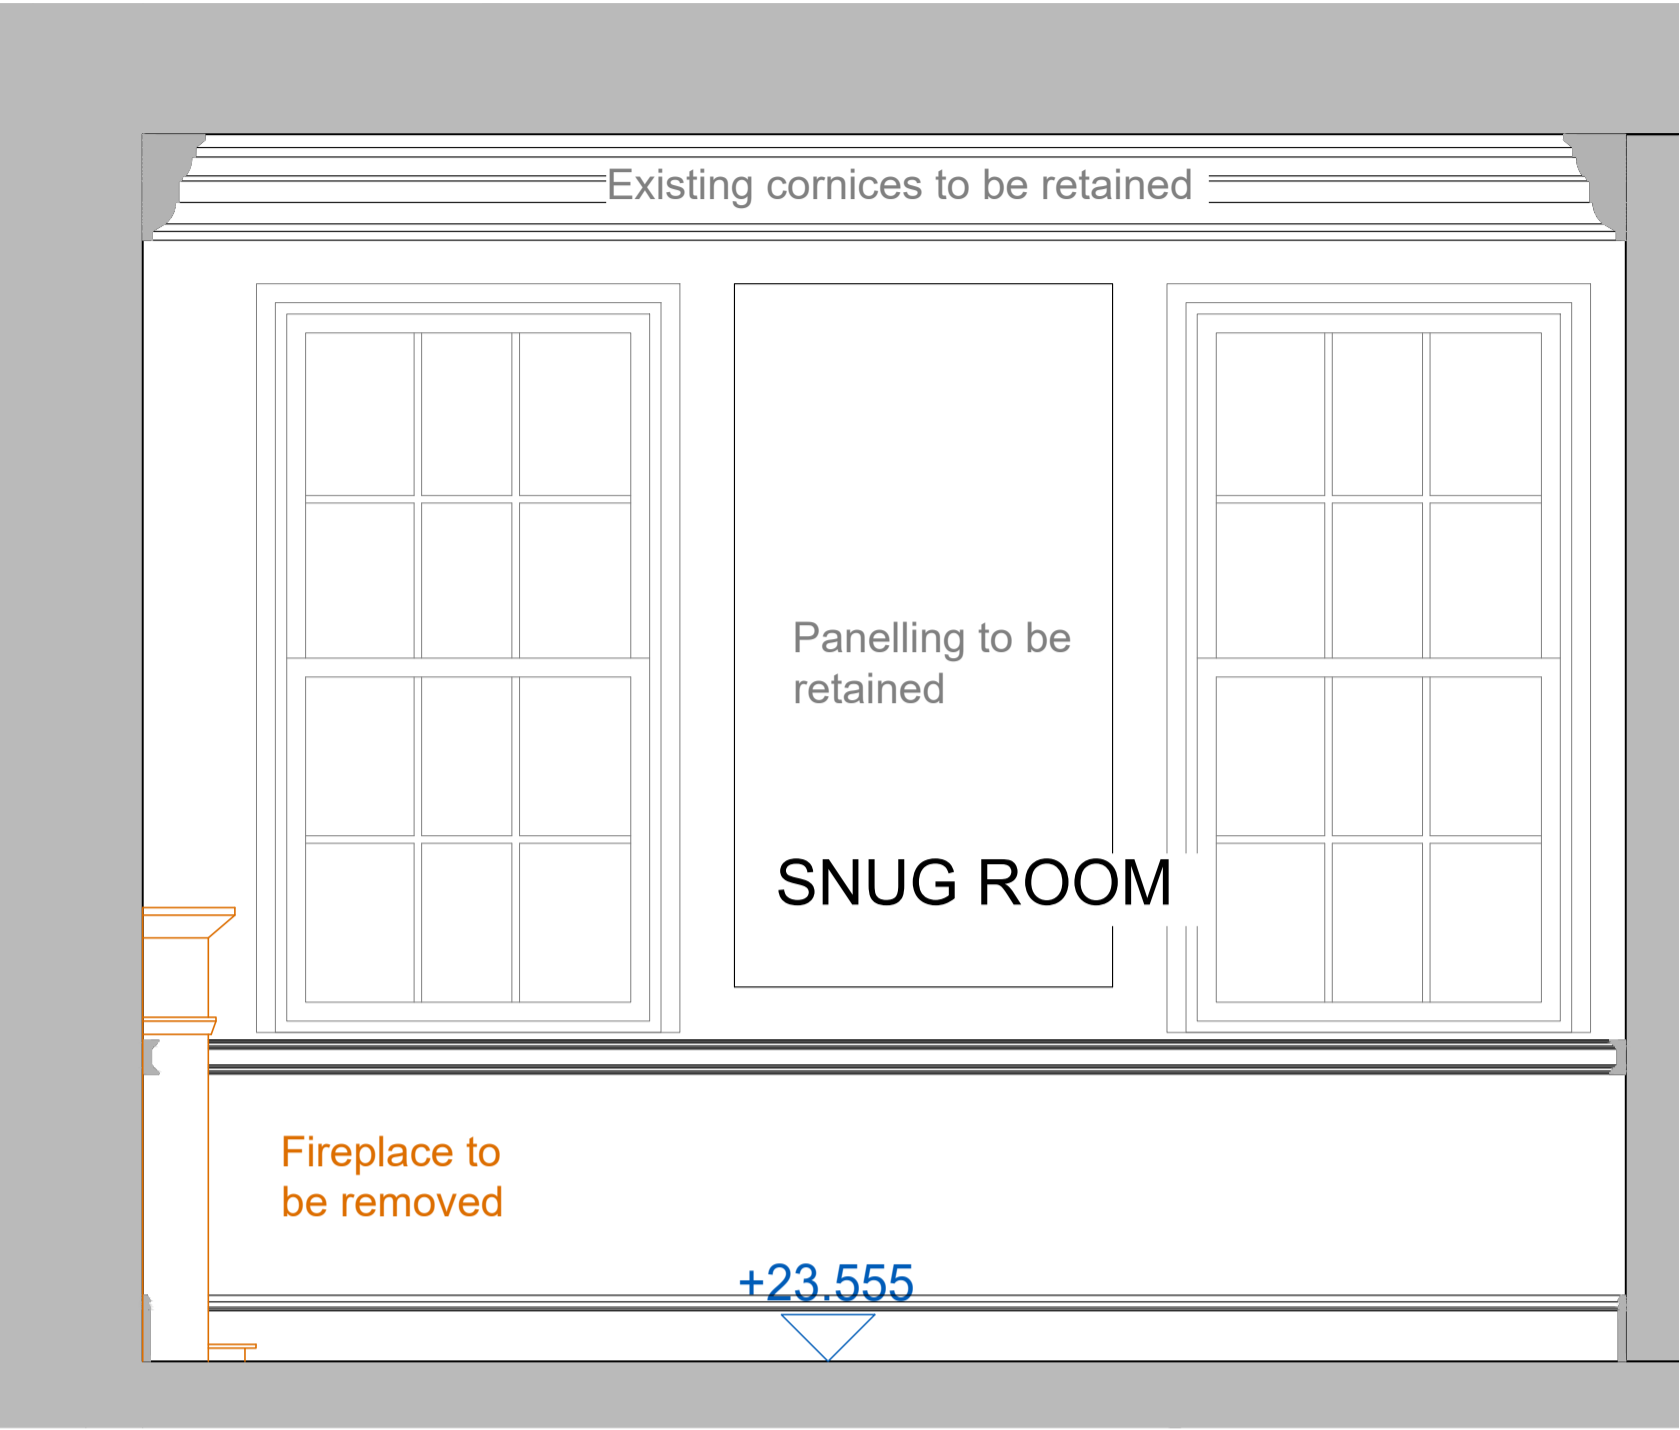 Existing cornices to be retained
Panelling to be
retained
SNUG ROOM
Fireplace to
be removed
+23.555